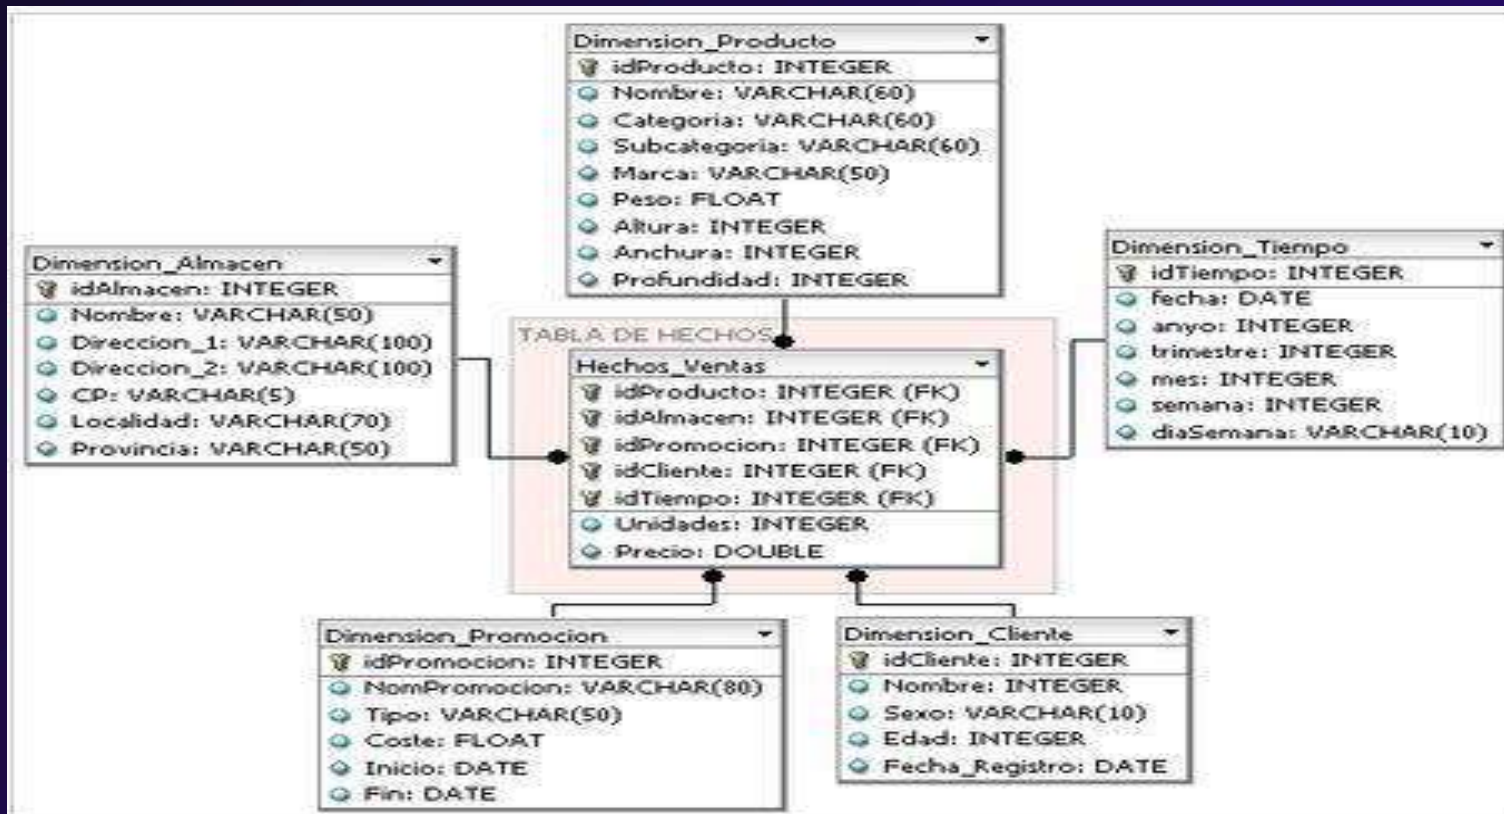 Dimension_Producto
idProducto: INTEGER
Nombre: VARCHAR(60)
Categoria: VARCHAR(60)
Subcategoria: VARCHAR(60)
Marca: VARCHAR(50)
Peso: FLOAT
Altura: INTEGER
Anchura: INTEGER
Profundidad: INTEGER
Dimension_Almacen
idAlmacen: INTEGER
Nombre: VARCHAR(50)
Direccion_1: VARCHAR(100)
Direccion_2: VARCHAR(100)
CP: VARCHAR(5)
Localidad: VARCHAR(70)
Provincia: VARCHAR(50)
TABLA DE HECHOS
Hechos_Ventas
idProducto: INTEGER (FK)
idAlmacen: INTEGER (FK)
idPromocion: INTEGER (FK)
idCliente: INTEGER (FK)
idTiempo: INTEGER (FK)
Unidades: INTEGER
Precio: DOUBLE
Dimension_Tiempo
idTiempo: INTEGER
fecha: DATE
anyo: INTEGER
trimestre: INTEGER
mes: INTEGER
semana: INTEGER
diaSemana: VARCHAR(10)
Dimension_Promocion
idPromocion: INTEGER
NomPromocion: VARCHAR(80)
Tipo: VARCHAR(50)
Coste: FLOAT
Inicio: DATE
Fin: DATE
Dimension_Cliente
idCliente: INTEGER
Nombre: INTEGER
Sexo: VARCHAR(10)
Edad: INTEGER
Fecha_Registro: DATE